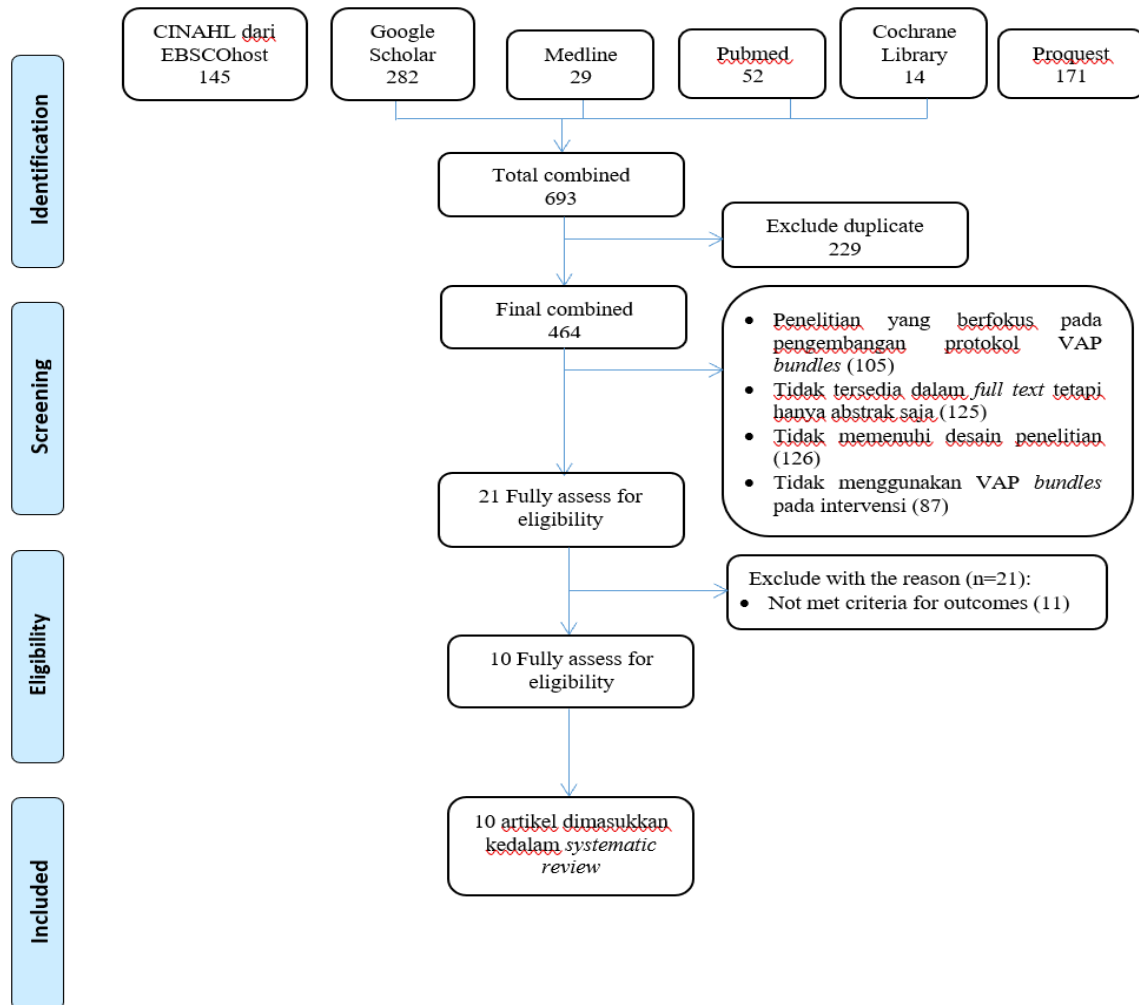 CINAHL dari
EBSCOhost
145
Google
Scholar
282
Medline
29
Pubmed
52
Cochrane
Library
14
Proquest
171
Identification
Total combined
693
Exclude duplicate
229
Screening
Final combined
464
• Penelitian yang berfokus pada
pengembangan protokol VAP
bundles (105)
• Tidak tersedia dalam full text tetapi
hanya abstrak saja (125)
• Tidak memenuhi desain penelitian
(126)
• Tidak menggunakan VAP bundles
pada intervensi (87)
21 Fully assess for
eligibility
Eligibility
Exclude with the reason (n=21):
• Not met criteria for outcomes (11)
10 Fully assess for
eligibility
Included
10 artikel dimasukkan
kedalam systematic
review